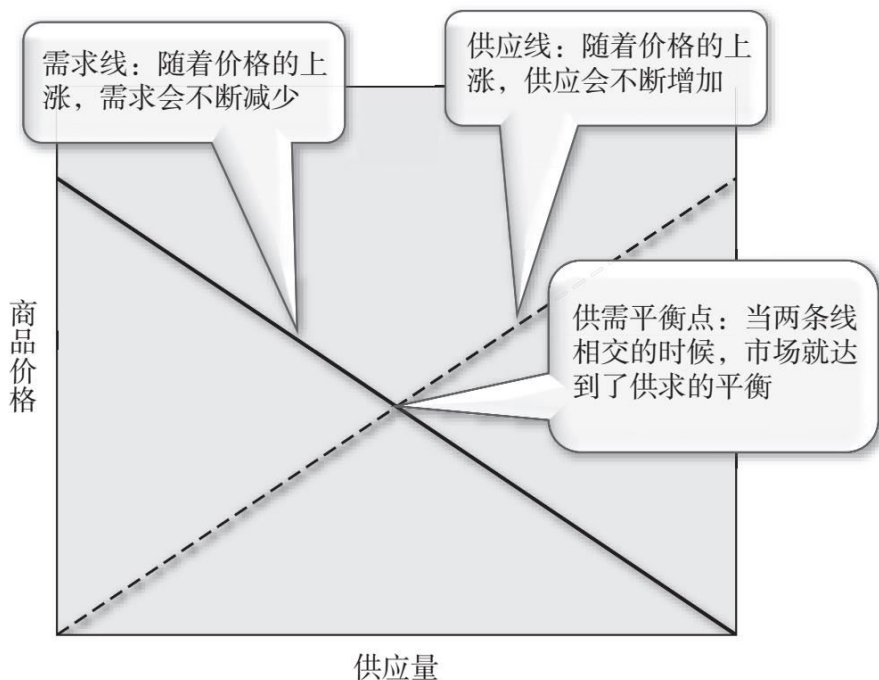 需求线：随着价格的上
涨，需求会不断减少
供应线：随着价格的上
涨，供应会不断增加
供需平衡点：当两条线
相交的时候，市场就达
到了供求的平衡
商品价格
供应量